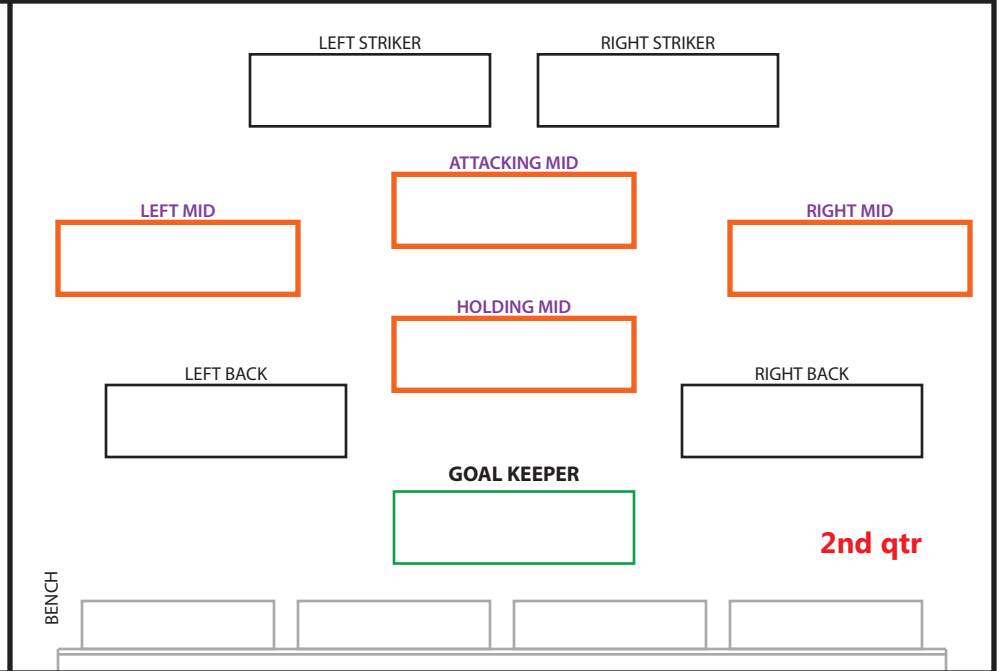 LEFT STRIKER
RIGHT STRIKER
ATTACKING MID
LEFT MID
RIGHT MID
HOLDING MID
LEFT BACK
RIGHT BACK
GOAL KEEPER
2nd qtr
BENCH